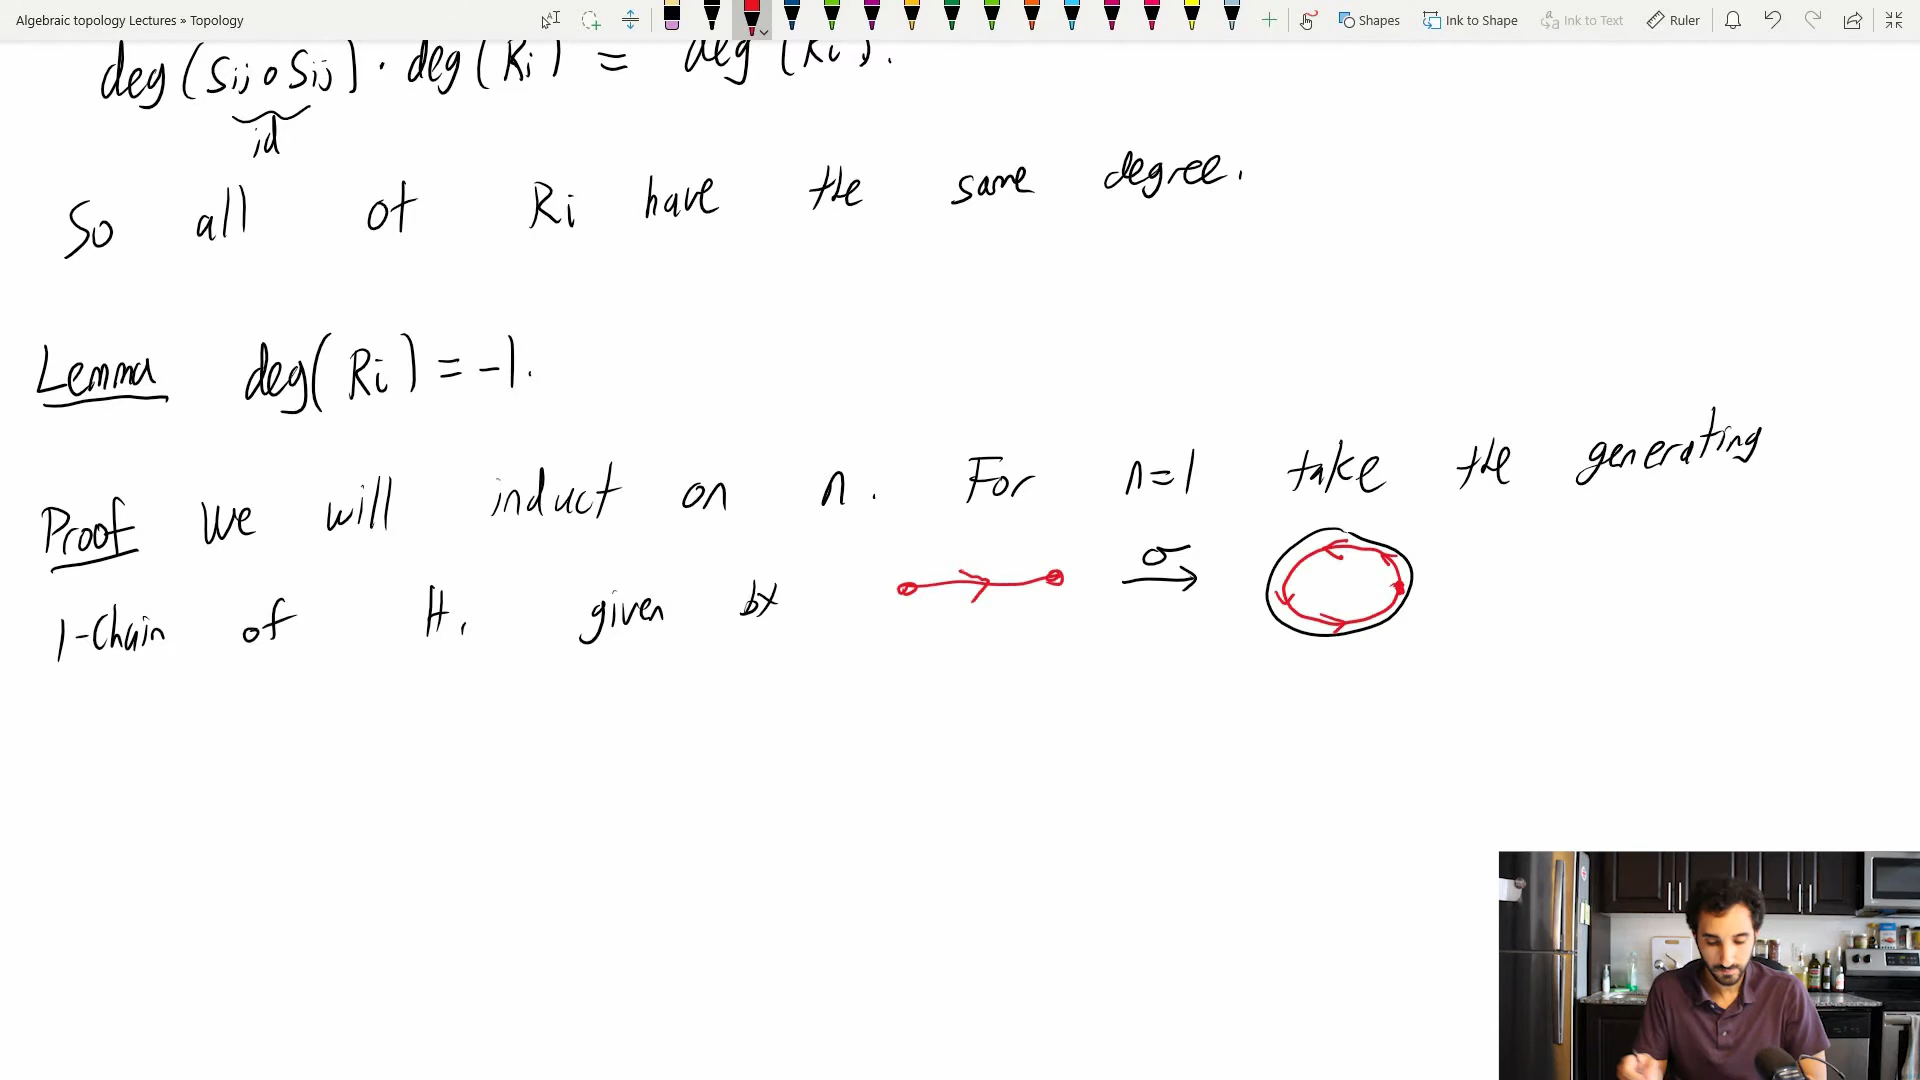 Algebraic topology Lectures » Topology
Shapes
Ink to Shape
Ink to Text
Ruler
deg(Sij∘Sij)·deg(Ri) = deg(Ri).
id
So all of Ri have the same degree.
Lemma deg(Ri) = -1.
Proof We will induct on n. For n=1 take the generating
1-Chain of H1 given by σ